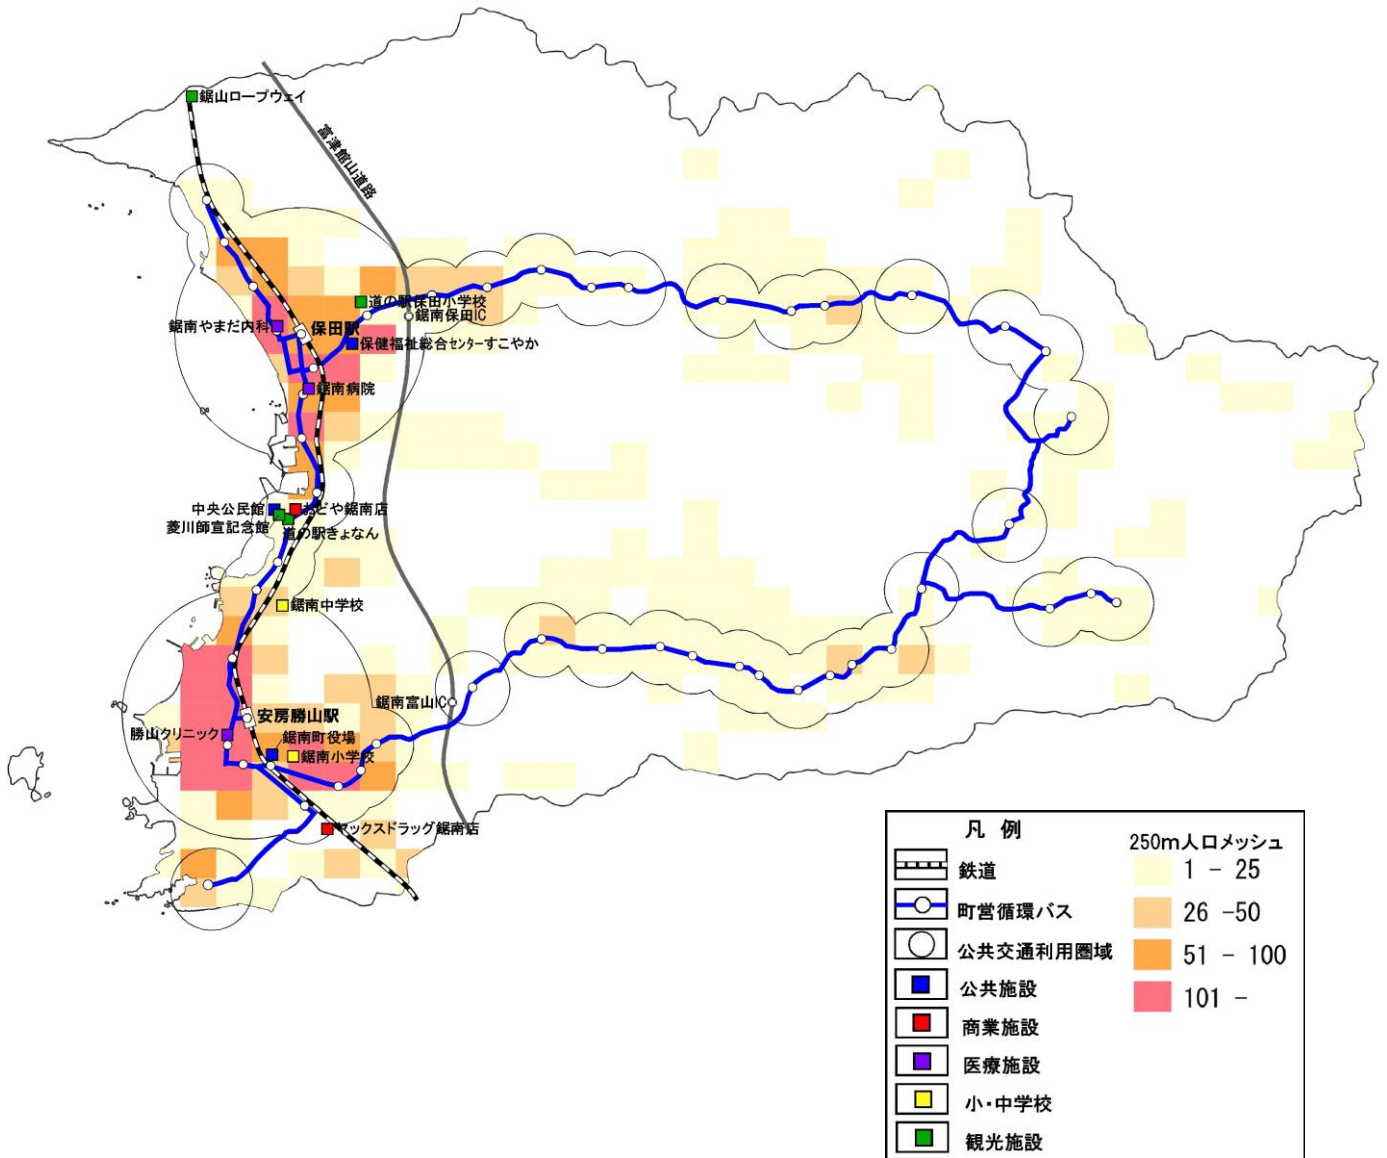 鋸山ロープウェイ
富津館山道路
道の駅保田小学校
鋸南保田IC
鋸南やまだ内科
保田駅
保健福祉総合センターすこやか
鋸南病院
中央公民館
おどや鋸南店
菱川師宣記念館
道の駅きょなん
鋸南中学校
鋸南富山IC
安房勝山駅
勝山クリニック
鋸南町役場
鋸南小学校
ヤックスドラッグ鋸南店
凡 例
鉄道
町営循環バス
公共交通利用圏域
公共施設
商業施設
医療施設
小・中学校
観光施設
250m人口メッシュ
1 - 25
26 -50
51 - 100
101 -